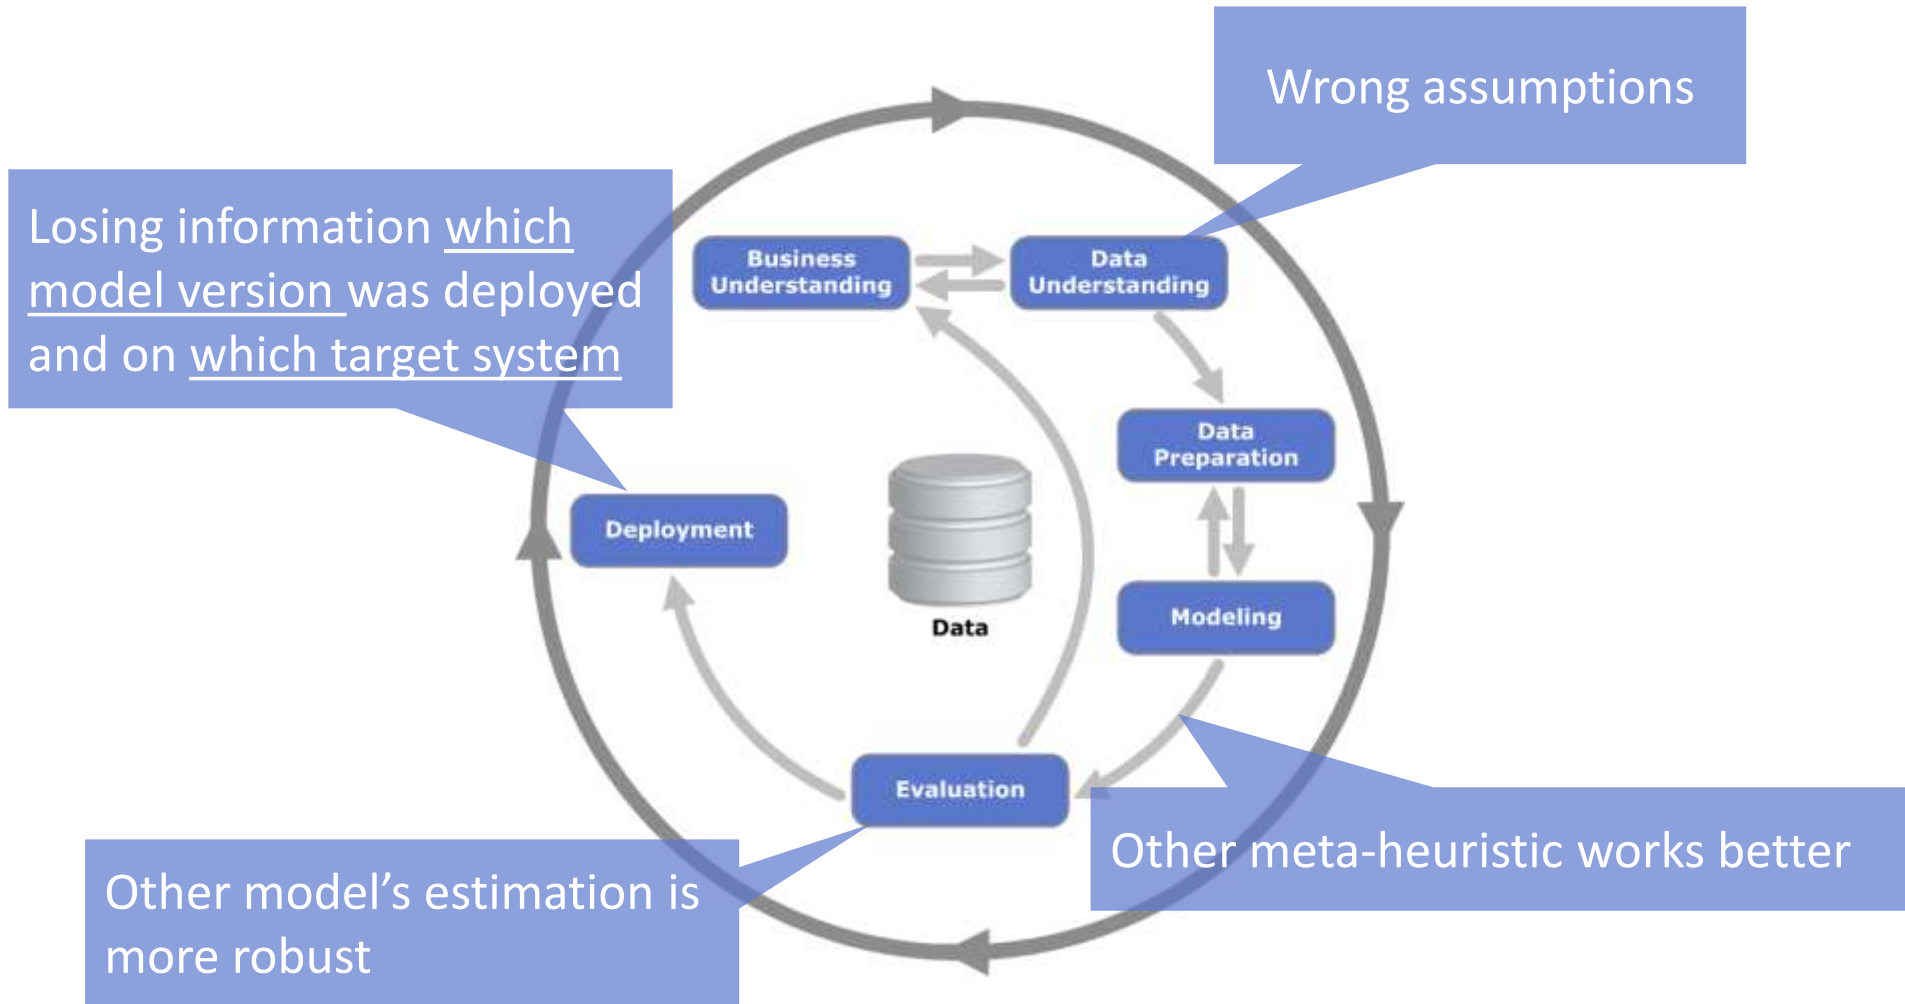 Wrong assumptions
Losing information which
model version was deployed
and on which target system
Business
Understanding
Data
Understanding
Data
Preparation
Deployment
Modeling
Data
Evaluation
Other meta-heuristic works better
Other model’s estimation is
more robust